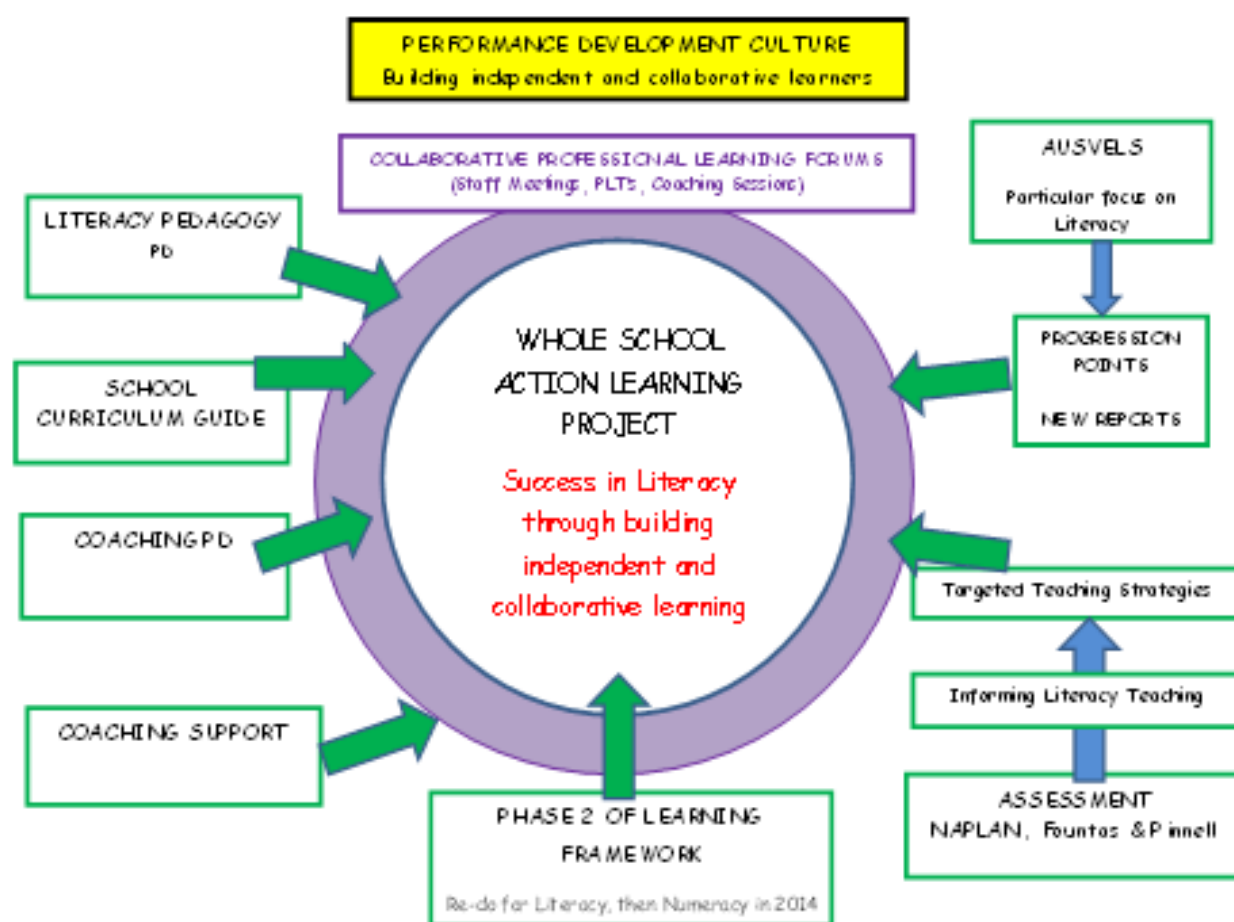 PERFORMANCE DEVELOPMENT CULTURE
Building independent and collaborative learners
COLLABORATIVE PROFESSIONAL LEARNING FORUMS
(Staff Meetings, PLT's, Coaching Sessions)
AUSVELS
Particular focus on
Literacy
LITERACY PEDAGOGY
PD
SCHOOL
CURRICULUM GUIDE
COACHING PD
COACHING SUPPORT
WHOLE SCHOOL
ACTION LEARNING
PROJECT
Success in Literacy
through building
independent and
collaborative learning
PROGRESSION
POINTS
NEW REPORTS
Targeted Teaching Strategies
Informing Literacy Teaching
ASSESSMENT
NAPLAN, Fountas & Pinnell
PHASE 2 OF LEARNING
FRAMEWORK
Re-do for Literacy, then Numeracy in 2014